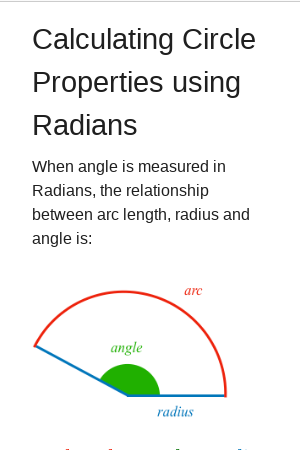 Calculating Circle
Properties using
Radians
When angle is measured in
Radians, the relationship
between arc length, radius and
angle is:
arc
angle
radius